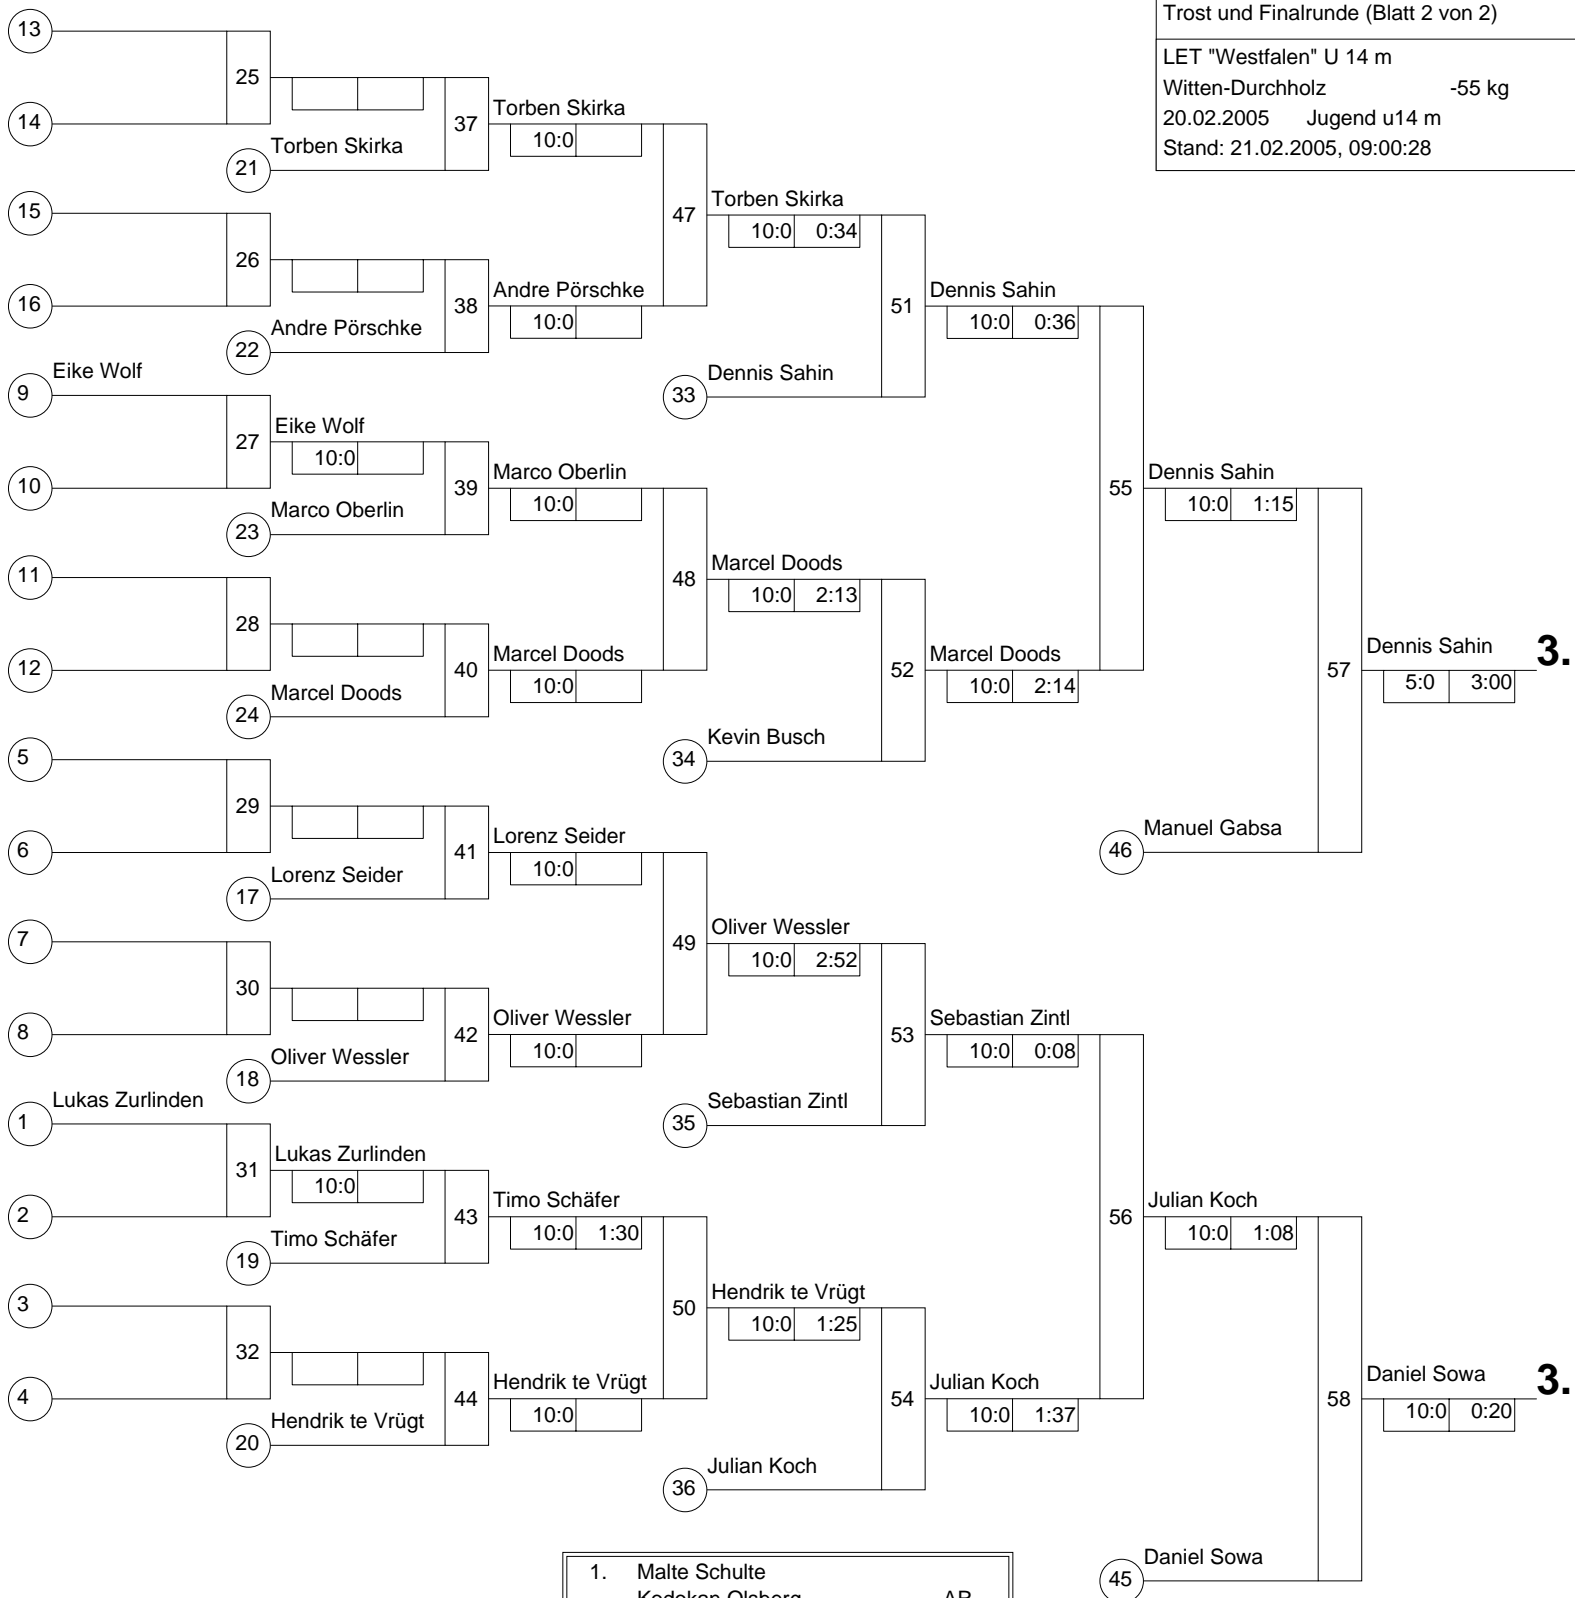 Trost und Finalrunde (Blatt 2 von 2)
LET "Westfalen" U 14 m
Witten-Durchholz -55 kg
20.02.2005 Jugend u14 m
Stand: 21.02.2005, 09:00:28
13
25
14
37
Torben Skirka
10:0
21
Torben Skirka
15
26
16
38
Andre Pörschke
10:0
22
Andre Pörschke
47
Torben Skirka
10:0 0:34
51
Dennis Sahin
10:0 0:36
33
Dennis Sahin
9
Eike Wolf
27
Eike Wolf
10:0
10
39
Marco Oberlin
10:0
23
Marco Oberlin
11
28
12
40
Marcel Doods
10:0
24
Marcel Doods
48
Marcel Doods
10:0 2:13
52
Marcel Doods
10:0 2:14
34
Kevin Busch
55
Dennis Sahin
10:0 1:15
57
Dennis Sahin
5:0 3:00
3.
46
Manuel Gabsa
5
29
6
41
Lorenz Seider
10:0
17
Lorenz Seider
7
30
8
42
Oliver Wessler
10:0
18
Oliver Wessler
49
Oliver Wessler
10:0 2:52
53
Sebastian Zintl
10:0 0:08
35
Sebastian Zintl
1
Lukas Zurlinden
31
Lukas Zurlinden
10:0
2
43
Timo Schäfer
10:0 1:30
19
Timo Schäfer
3
32
4
44
Hendrik te Vrügt
10:0
20
Hendrik te Vrügt
50
Hendrik te Vrügt
10:0 1:25
54
Julian Koch
10:0 1:37
36
Julian Koch
56
Julian Koch
10:0 1:08
58
Daniel Sowa
10:0 0:20
3.
45
Daniel Sowa
1. Malte Schulte
Kodokan Olsberg AR